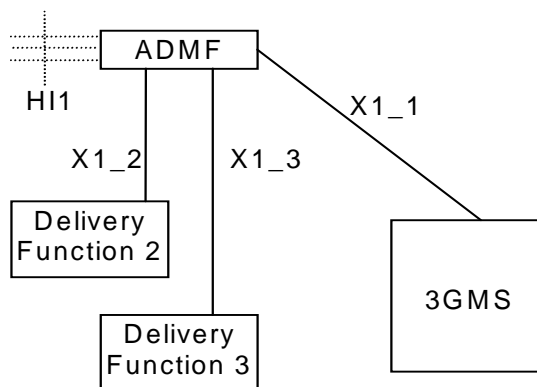 ADMF
HI1
X1_1
X1_2
X1_3
Delivery
Function 2
3GMS
Delivery
Function 3